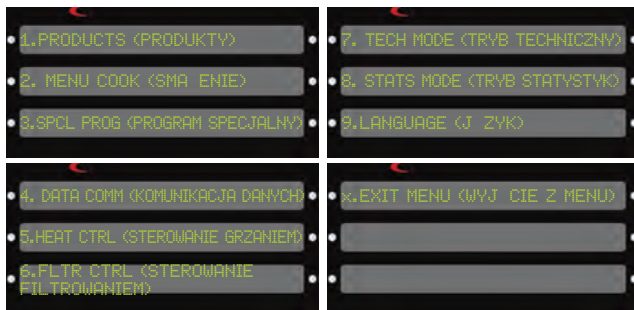 1.PRODUCTS (PRODUKTY)
2. MENU COOK (SMA ENIE)
3.SPCL PROG (PROGRAM SPECJALNY)
4. DATA COMM (KOMUNIKACJA DANYCH)
5.HEAT CTRL (STEROWANIE GRZANIEM)
6.FLTR CTRL (STEROWANIE
FILTROWANIEM)
7. TECH MODE (TRYB TECHNICZNY)
8. STATS MODE (TRYB STATYSTYK)
9.LANGUAGE (J ZYK)
x.EXIT MENU (WYJ CIE Z MENU)